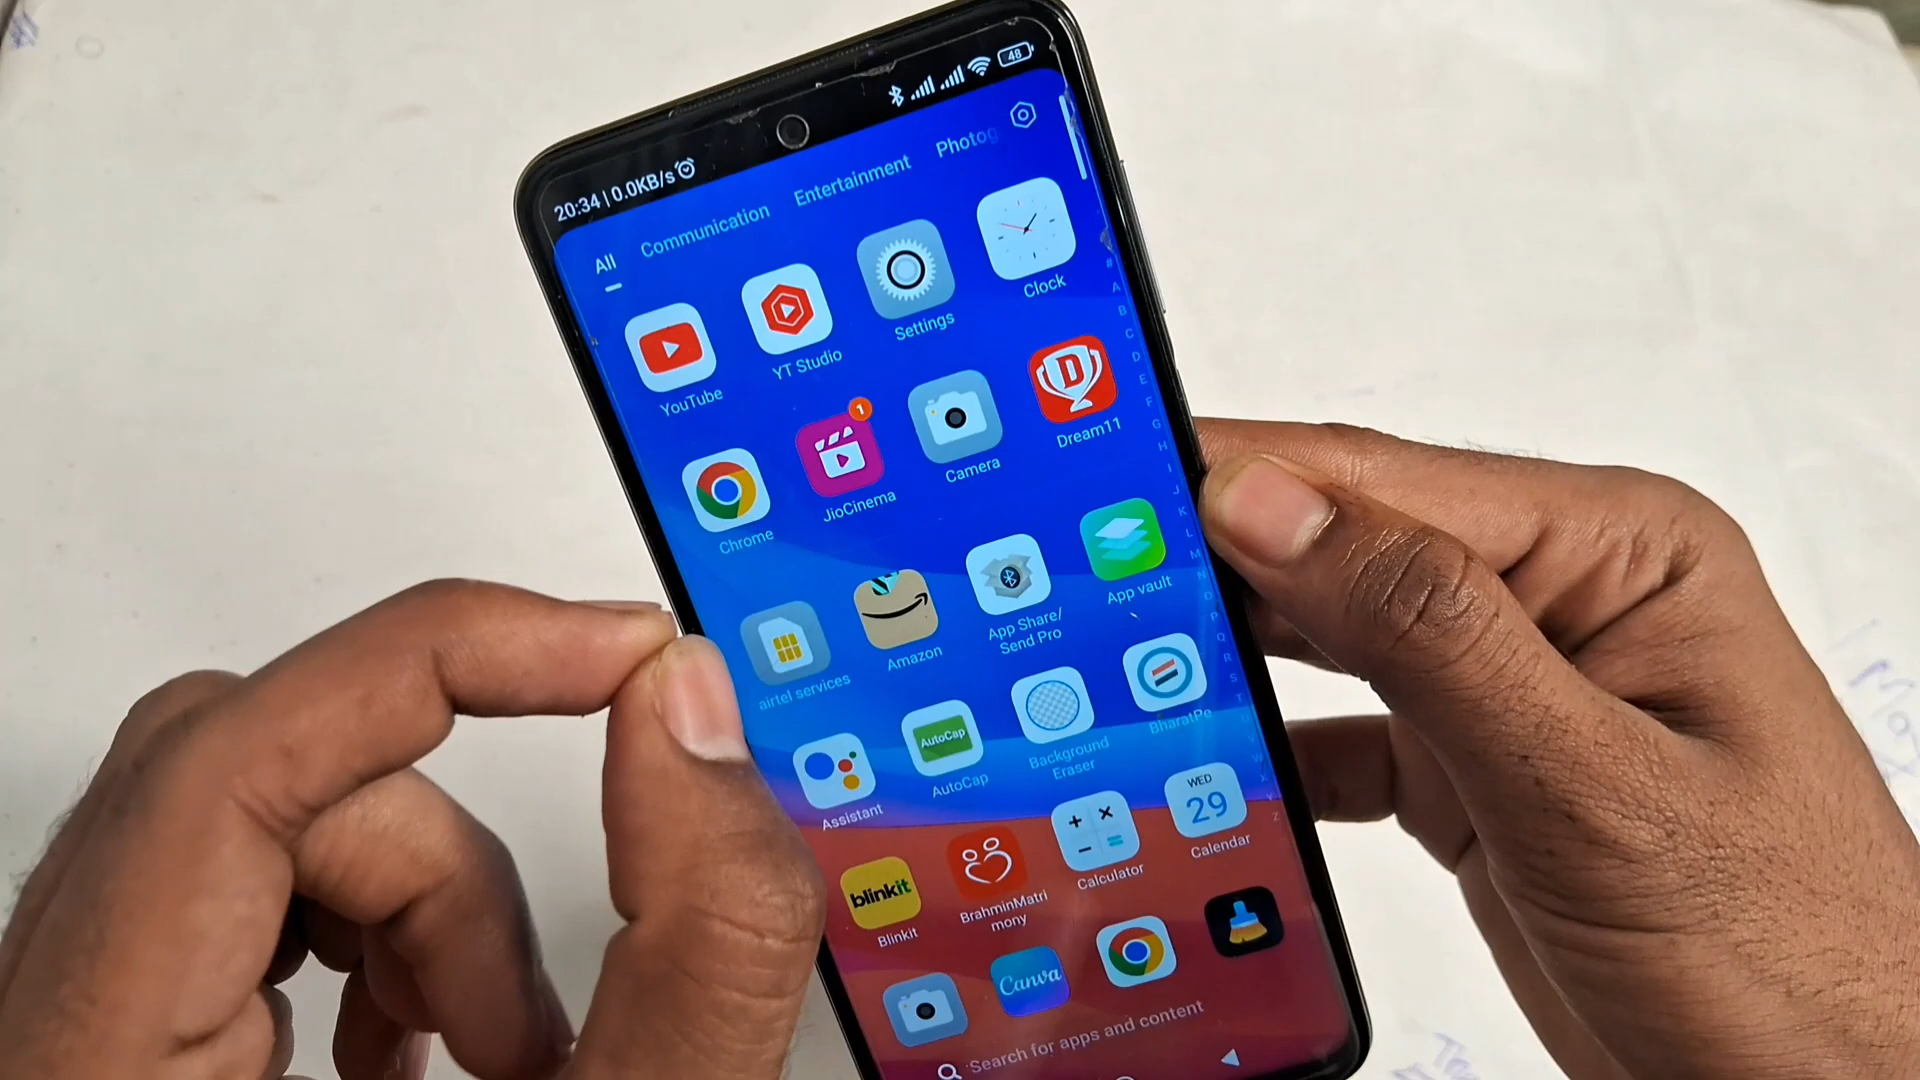 20:34 | 0.0KB/s
48
All Communication Entertainment Photog
YouTube YT Studio Settings Clock
1
D
Chrome JioCinema Camera Dream11
airtel services Amazon App Share/
Send Pro App vault
AutoCap
Assistant AutoCap Background
Eraser BharatPe
blinkit
WED
29
Blinkit BrahminMatri
mony Calculator Calendar
Canva
Search for apps and content
#
A
B
C
D
E
F
G
H
I
J
K
L
M
N
O
P
Q
R
S
T
U
V
W
X
Y
Z